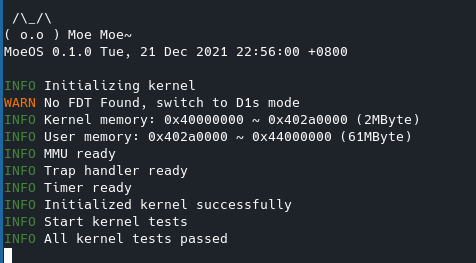 /\_/\
( o.o ) Moe Moe~
MoeOS 0.1.0 Tue, 21 Dec 2021 22:56:00 +0800
INFO Initializing kernel
WARN No FDT Found, switch to D1s mode
INFO Kernel memory: 0x40000000 ~ 0x402a0000 (2MByte)
INFO User memory: 0x402a0000 ~ 0x44000000 (61MByte)
INFO MMU ready
INFO Trap handler ready
INFO Timer ready
INFO Initialized kernel successfully
INFO Start kernel tests
INFO All kernel tests passed